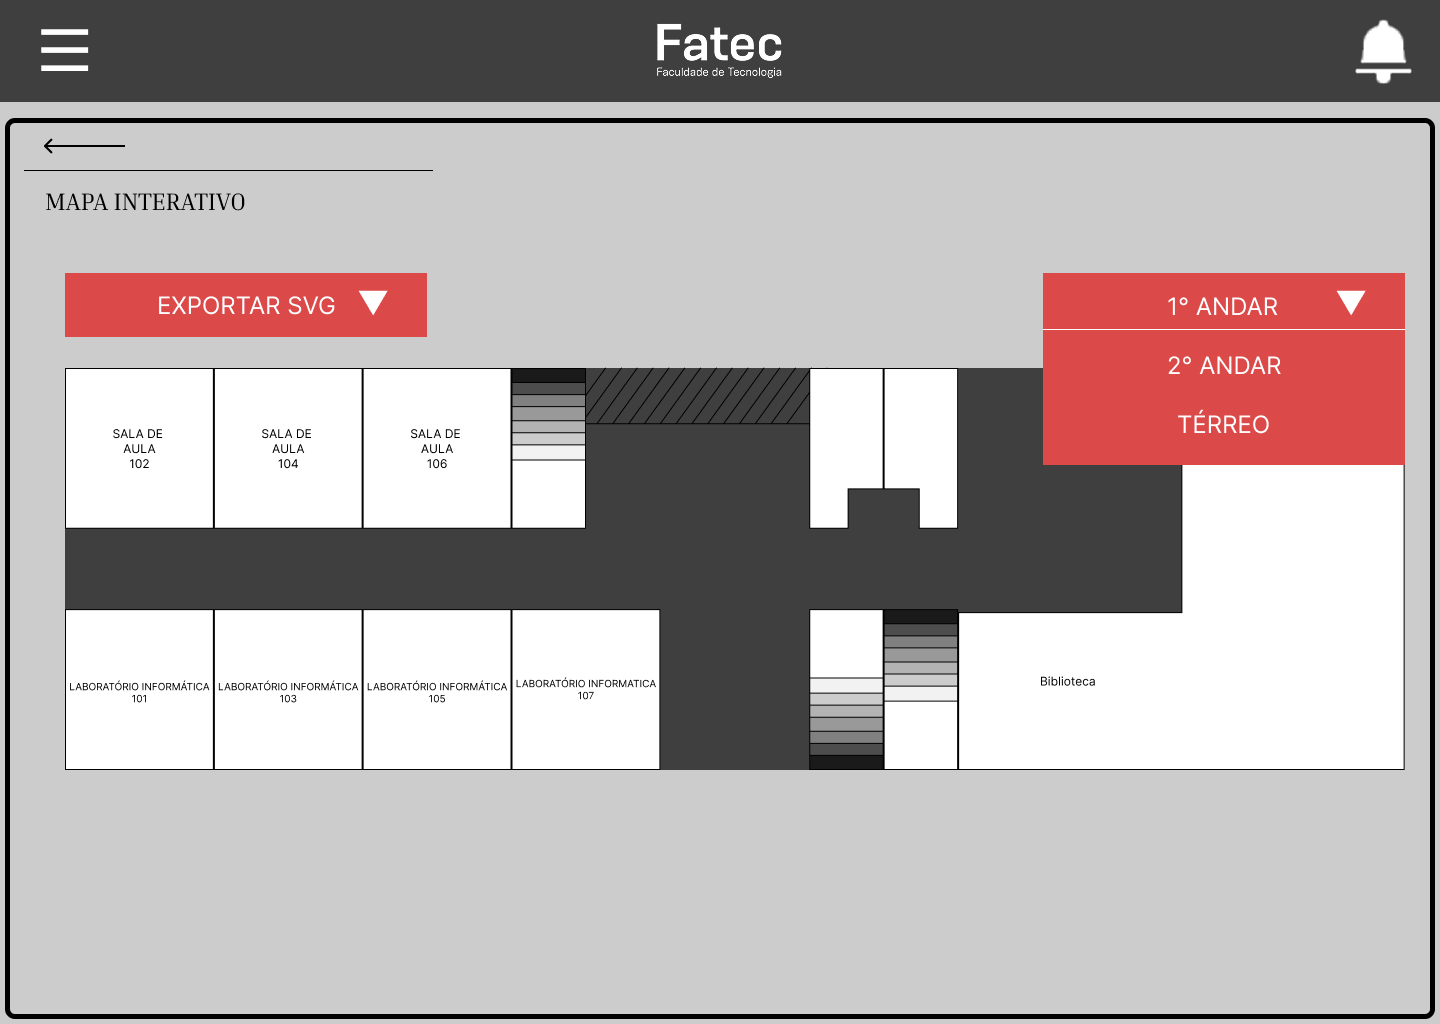 Fatec
Faculdade de Tecnologia
MAPA INTERATIVO
EXPORTAR SVG
1° ANDAR
2° ANDAR
TÉRREO
SALA DE
AULA
102
SALA DE
AULA
104
SALA DE
AULA
106
LABORATÓRIO INFORMÁTICA
101
LABORATÓRIO INFORMÁTICA
103
LABORATÓRIO INFORMÁTICA
105
LABORATÓRIO INFORMATICA
107
Biblioteca